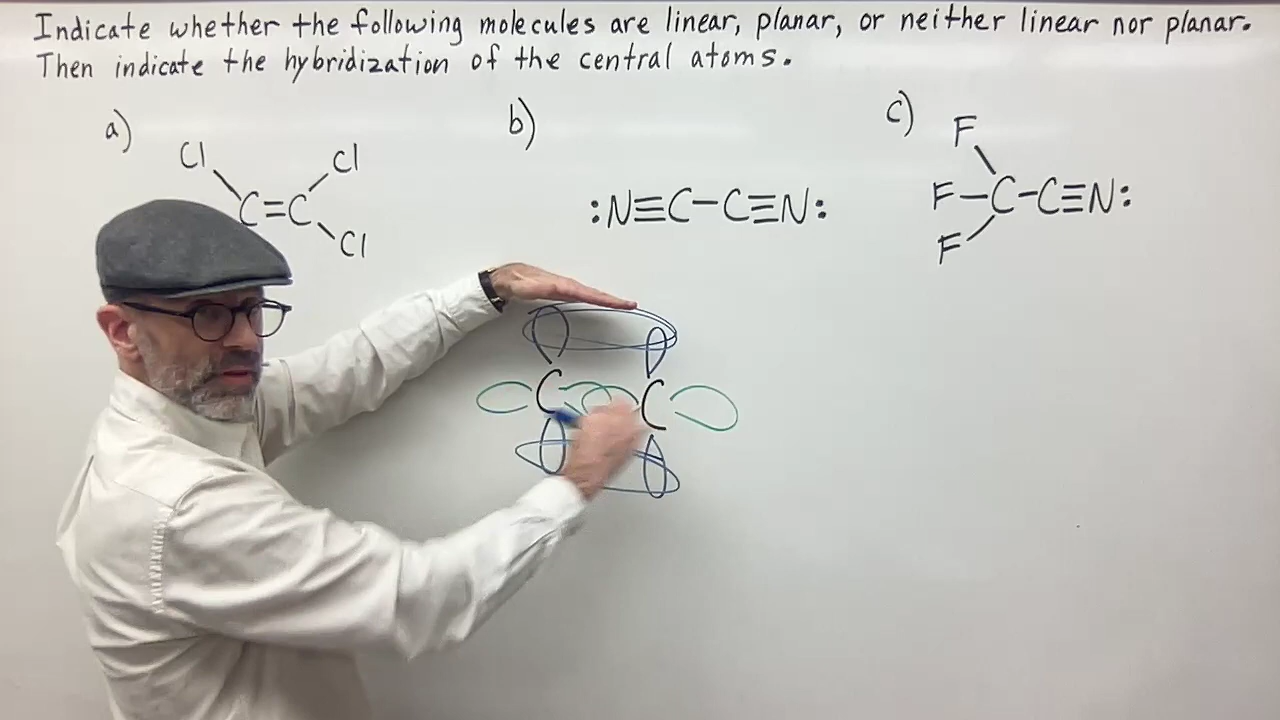 Indicate whether the following molecules are linear, planar, or neither linear nor planar.
Then indicate the hybridization of the central atoms.
a)
Cl Cl
C=C
Cl
b)
:N≡C-C≡N:
c)
F
F-C-C≡N:
F
C C